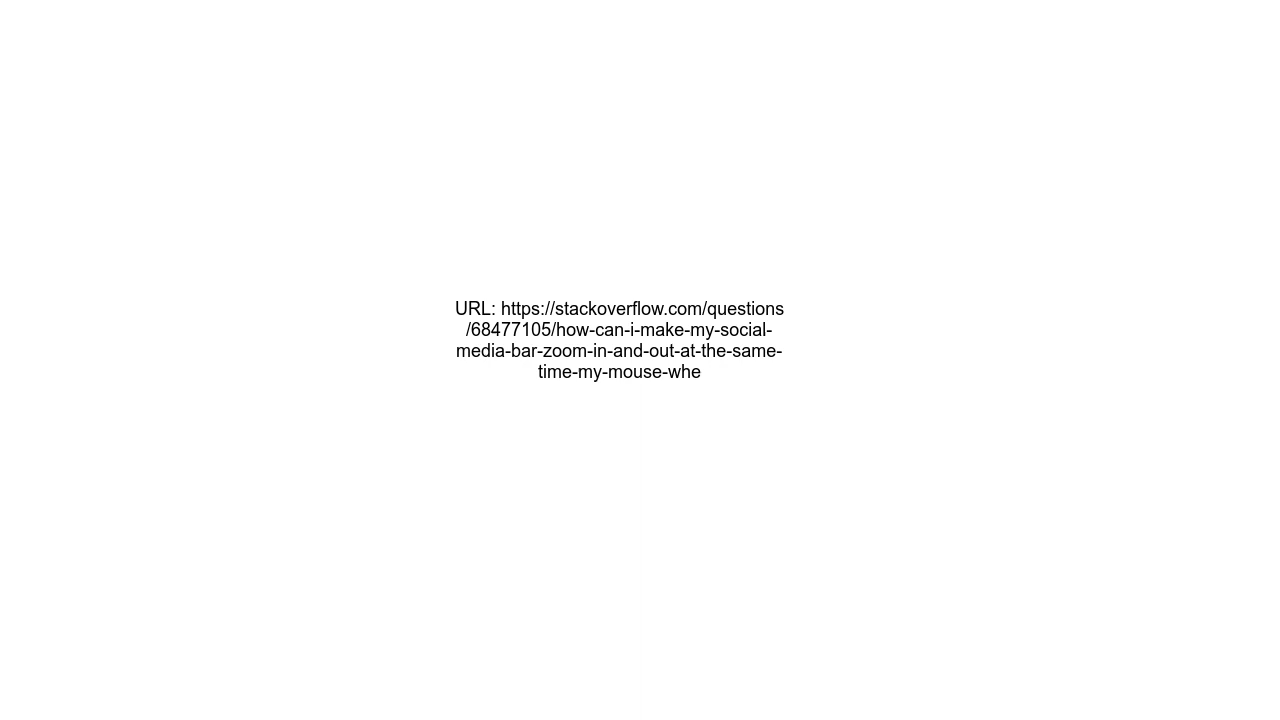 URL: https://stackoverflow.com/questions
/68477105/how-can-i-make-my-social-
media-bar-zoom-in-and-out-at-the-same-
time-my-mouse-whe